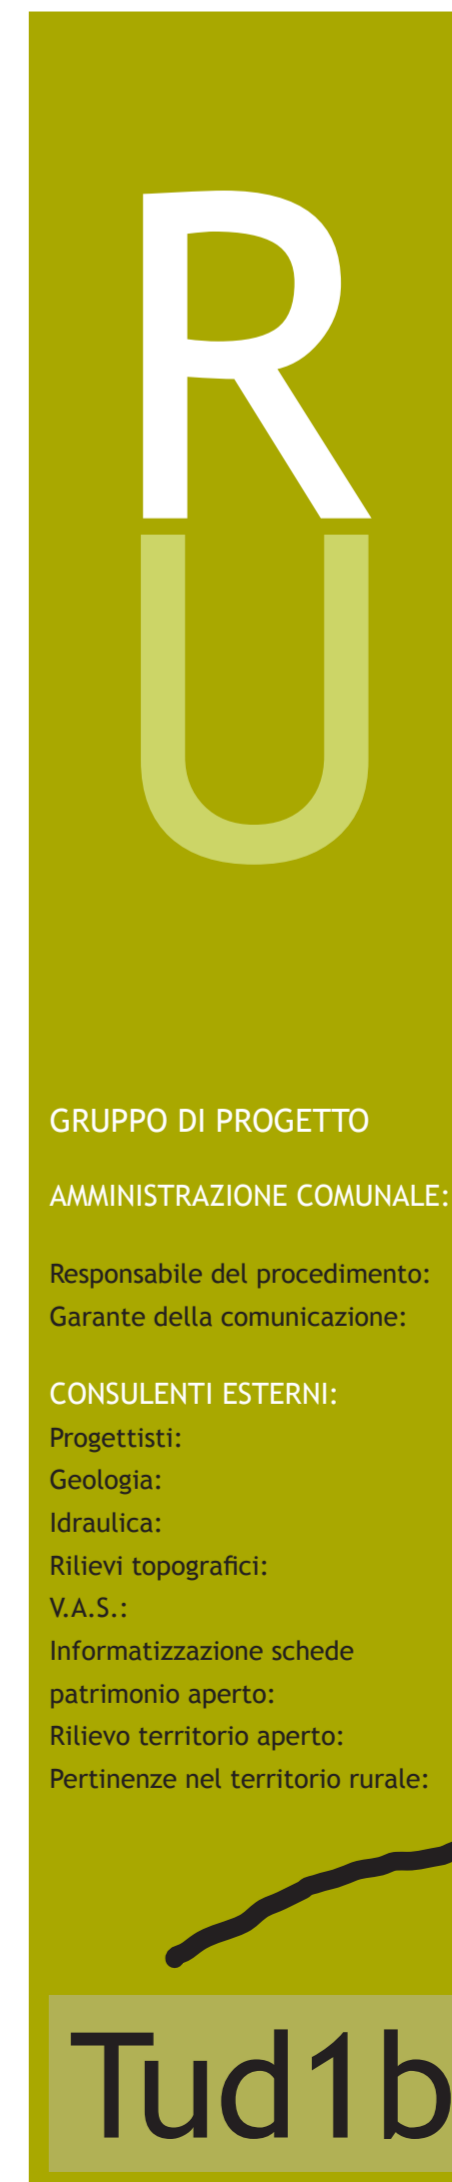 R
U
GRUPPO DI PROGETTO
AMMINISTRAZIONE COMUNALE:
Responsabile del procedimento:
Garante della comunicazione:
CONSULENTI ESTERNI:
Progettisti:
Geologia:
Idraulica:
Rilievi topografici:
V.A.S.:
Informatizzazione schede
patrimonio aperto:
Rilievo territorio aperto:
Pertinenze nel territorio rurale:
Tud1b